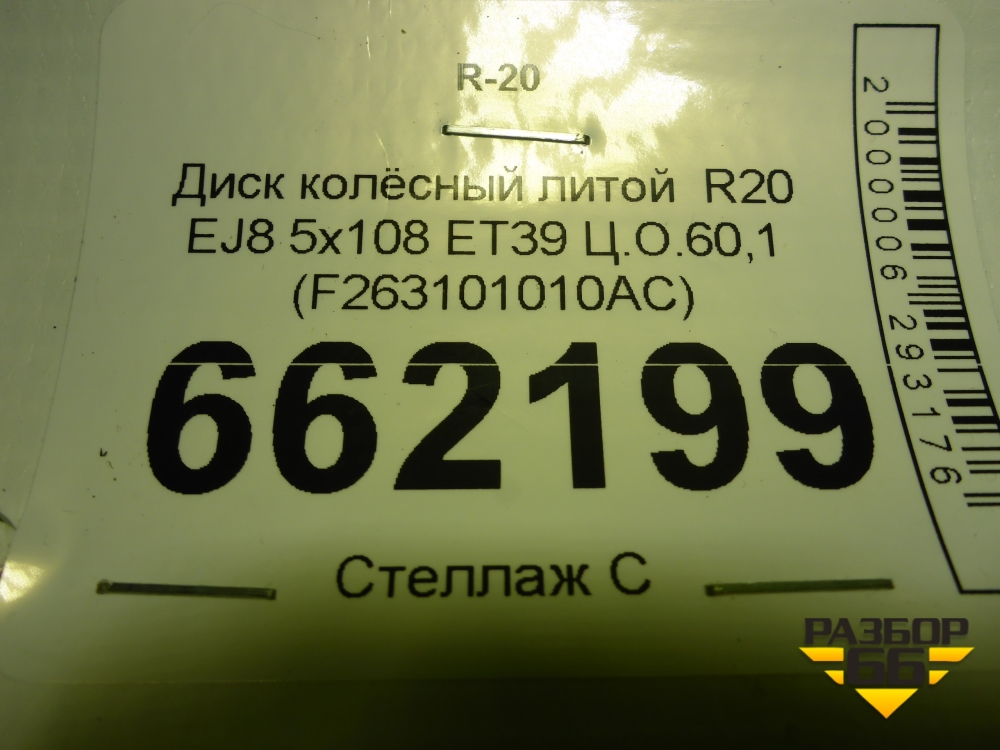 R-20
Диск колёсный литой R20
EJ8 5x108 ET39 Ц.О.60,1
(F263101010AC)
662199
Стеллаж С
2000006293176
РАЗБОР
66